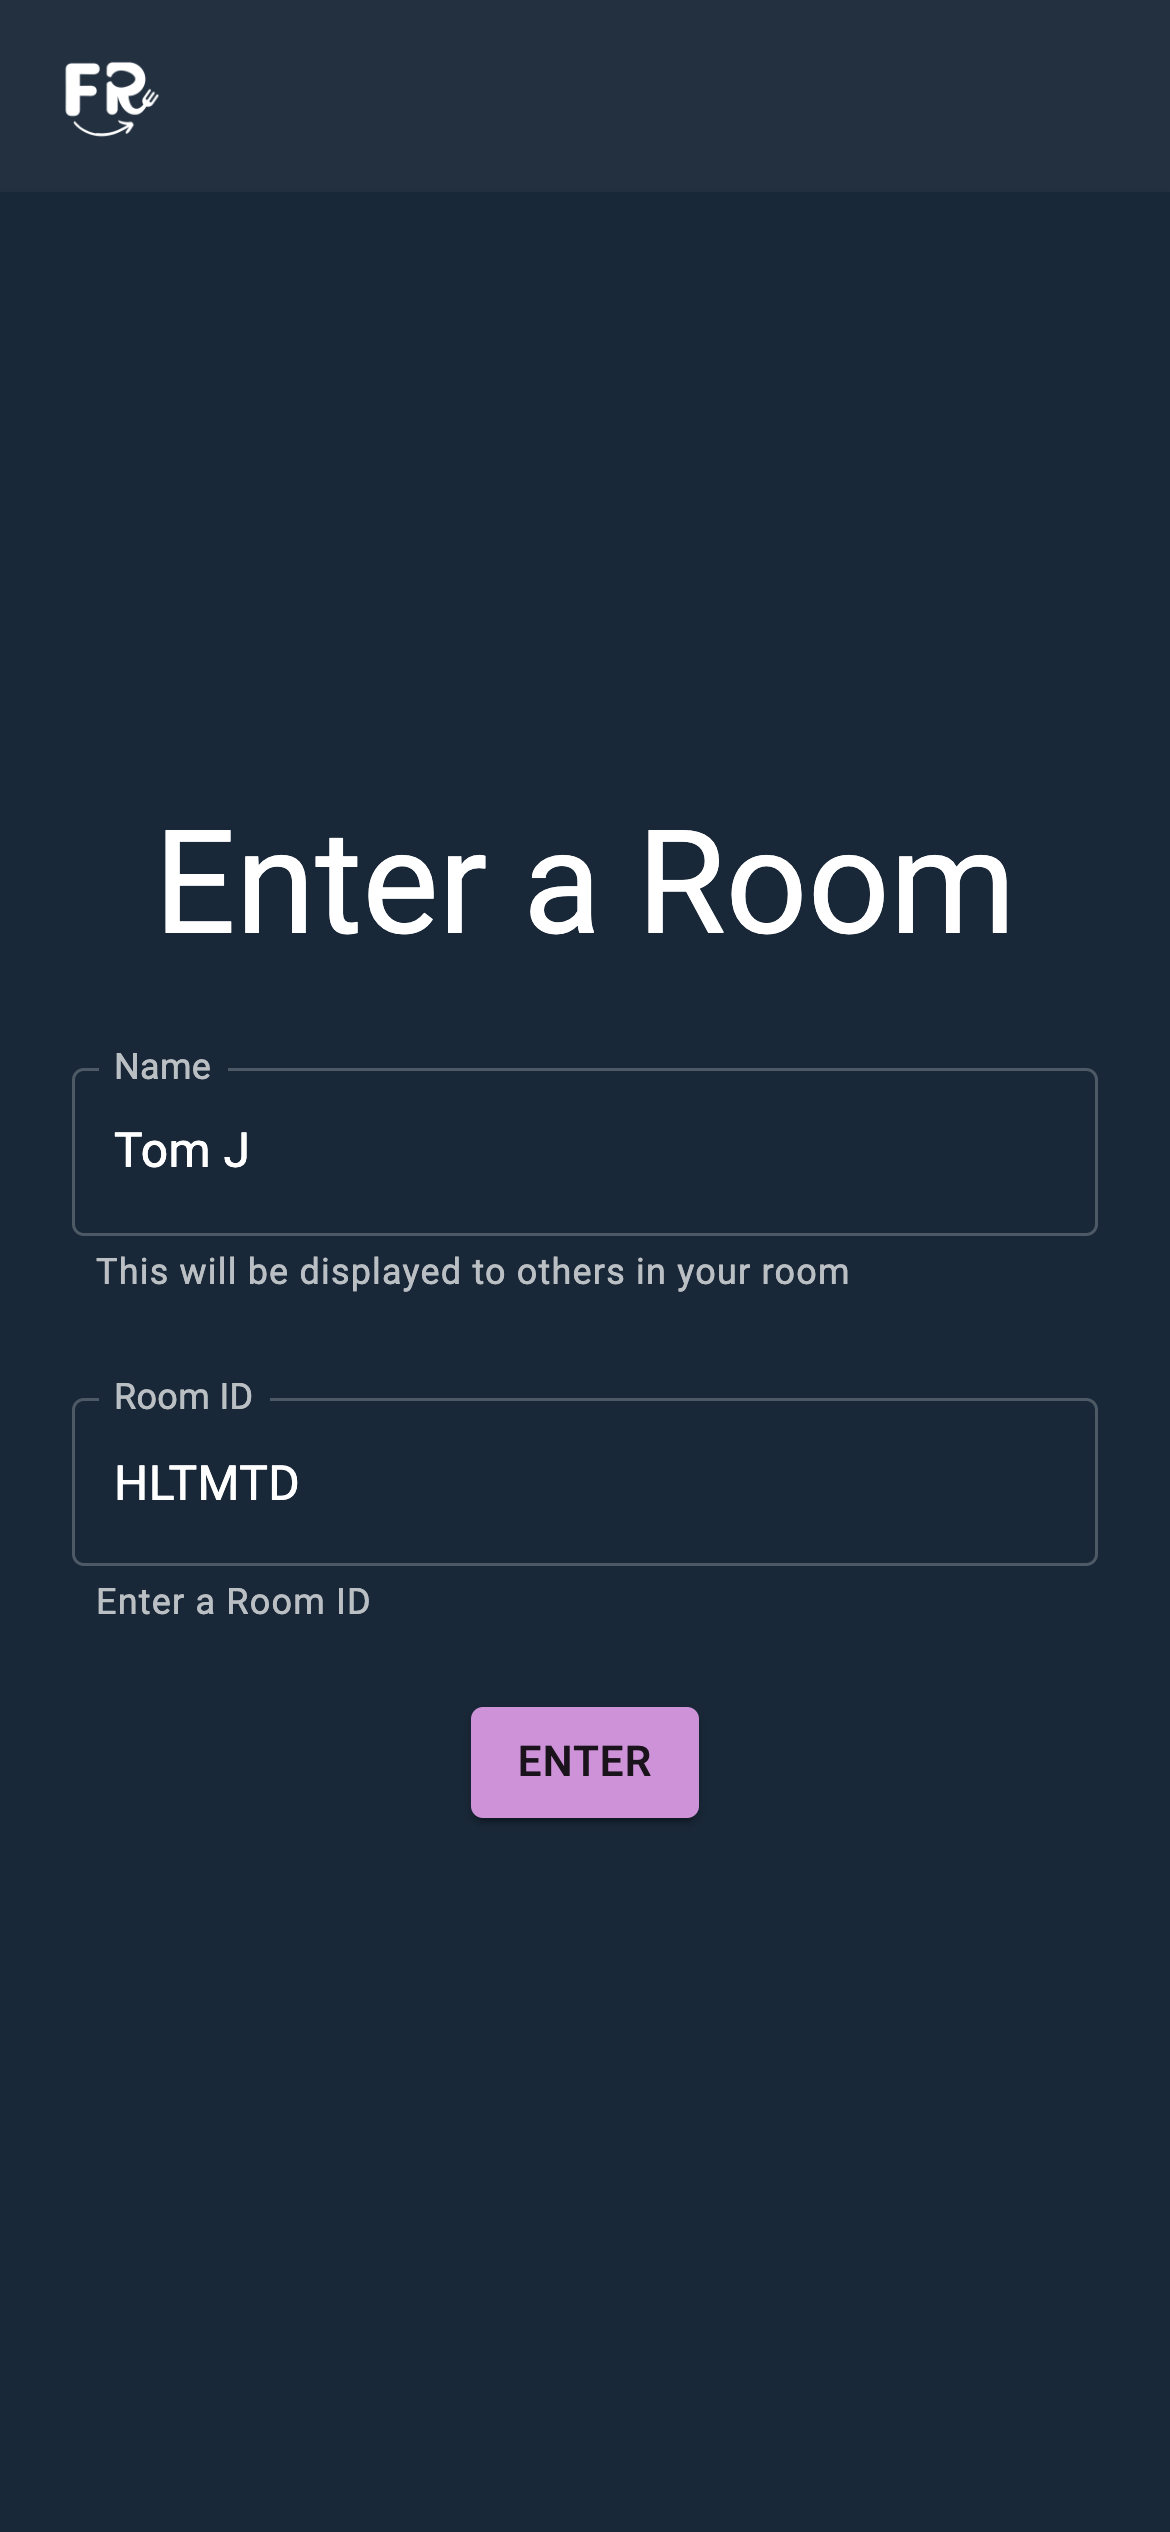 FR
Enter a Room
Name
Tom J
This will be displayed to others in your room
Room ID
HLTMTD
Enter a Room ID
ENTER